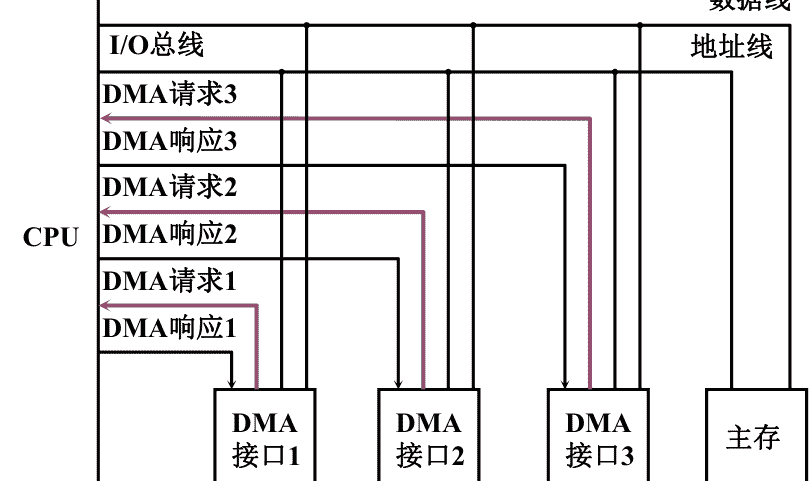 数据线
I/O总线
地址线
DMA请求3
DMA响应3
DMA请求2
DMA响应2
CPU
DMA请求1
DMA响应1
DMA
接口1
DMA
接口2
DMA
接口3
主存